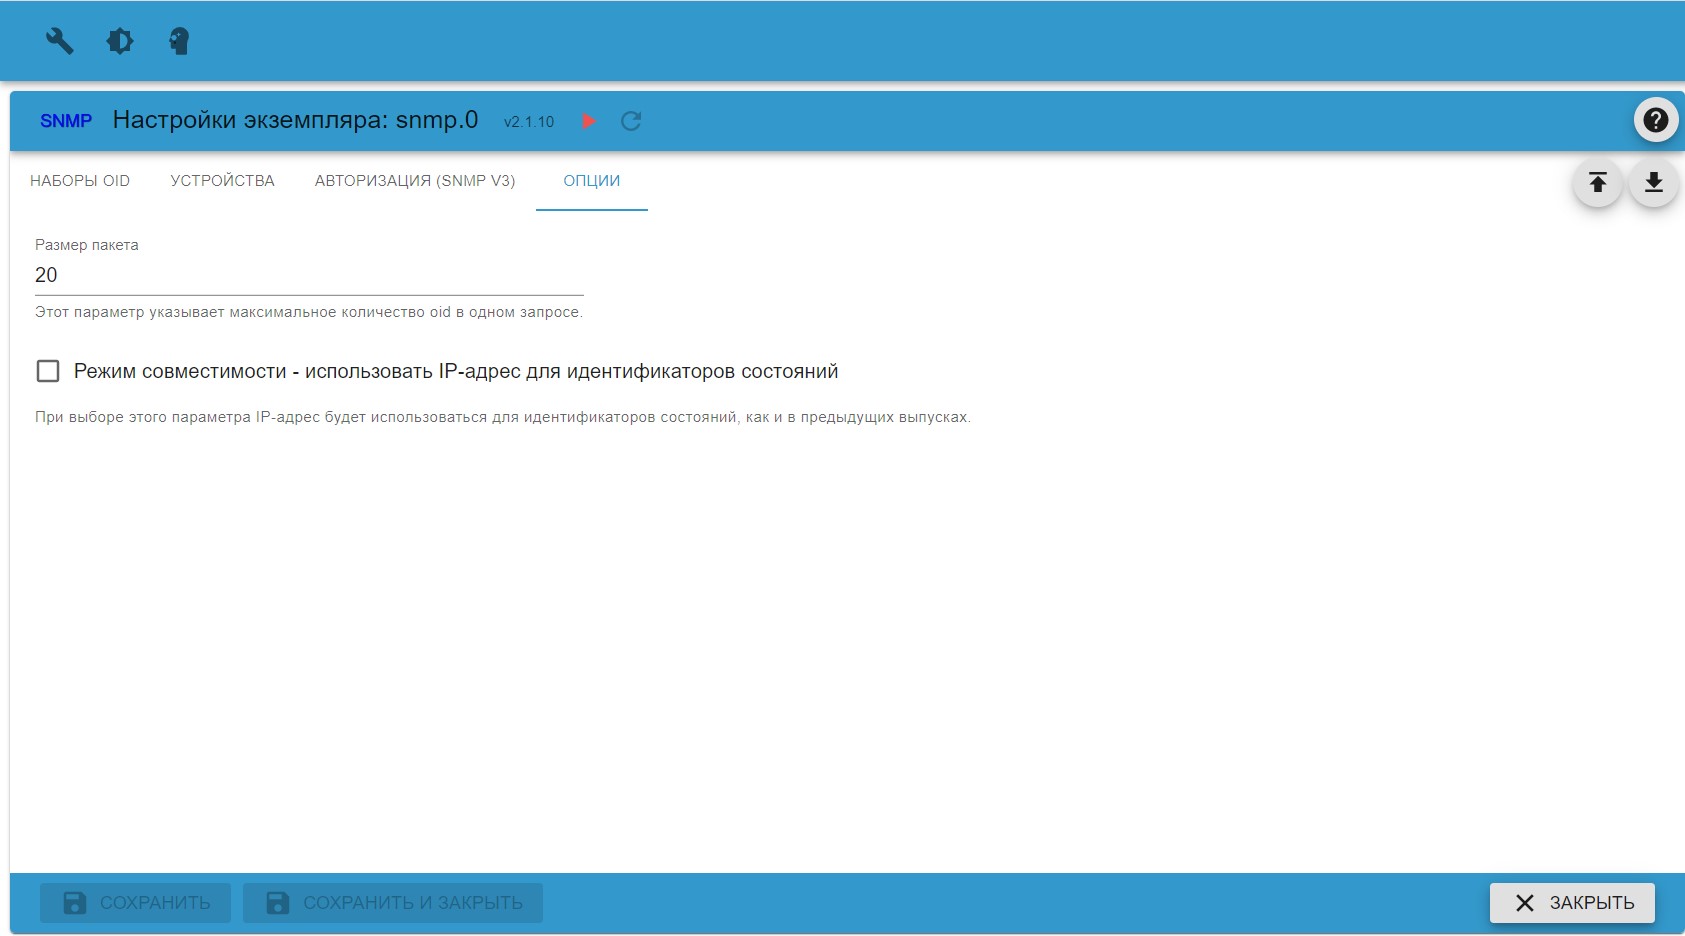 SNMP Настройки экземпляра: snmp.0 v2.1.10
НАБОРЫ OID УСТРОЙСТВА АВТОРИЗАЦИЯ (SNMP V3) ОПЦИИ
Размер пакета
20
Этот параметр указывает максимальное количество oid в одном запросе.
Режим совместимости - использовать IP-адрес для идентификаторов состояний
При выборе этого параметра IP-адрес будет использоваться для идентификаторов состояний, как и в предыдущих выпусках.
СОХРАНИТЬ СОХРАНИТЬ И ЗАКРЫТЬ ЗАКРЫТЬ